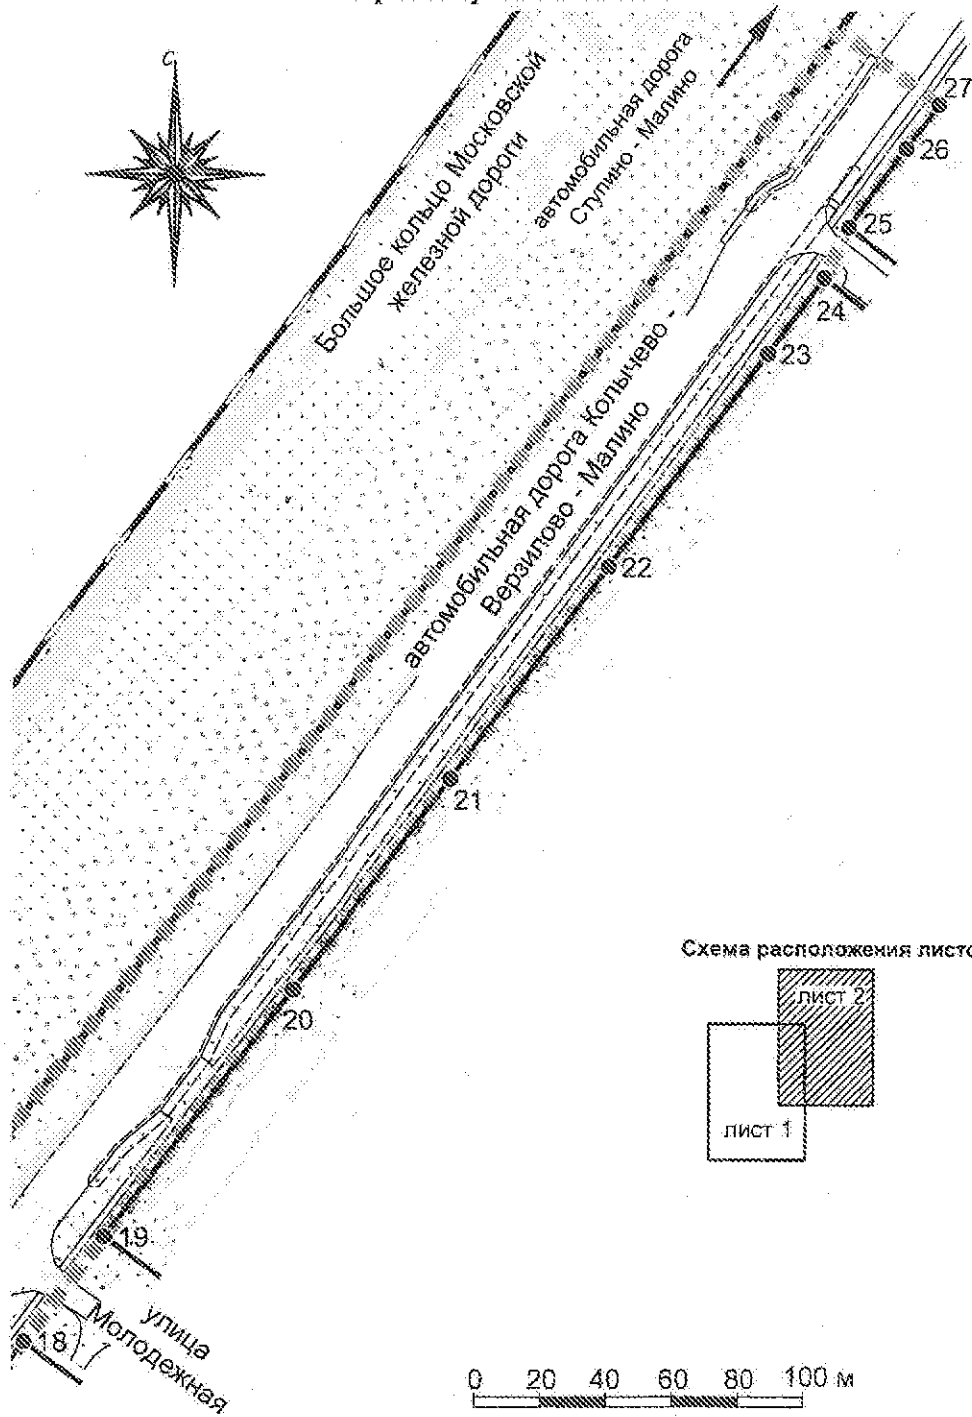 С
Большое кольцо Московской
железной дороги
автомобильная дорога
Ступино - Малино
27
26
25
24
23
автомобильная дорога Колычево -
Верзилово - Малино
22
21
20
Схема расположения листо
лист 2
лист 1
19
18
улица
Молодежная
0 20 40 60 80 100 м